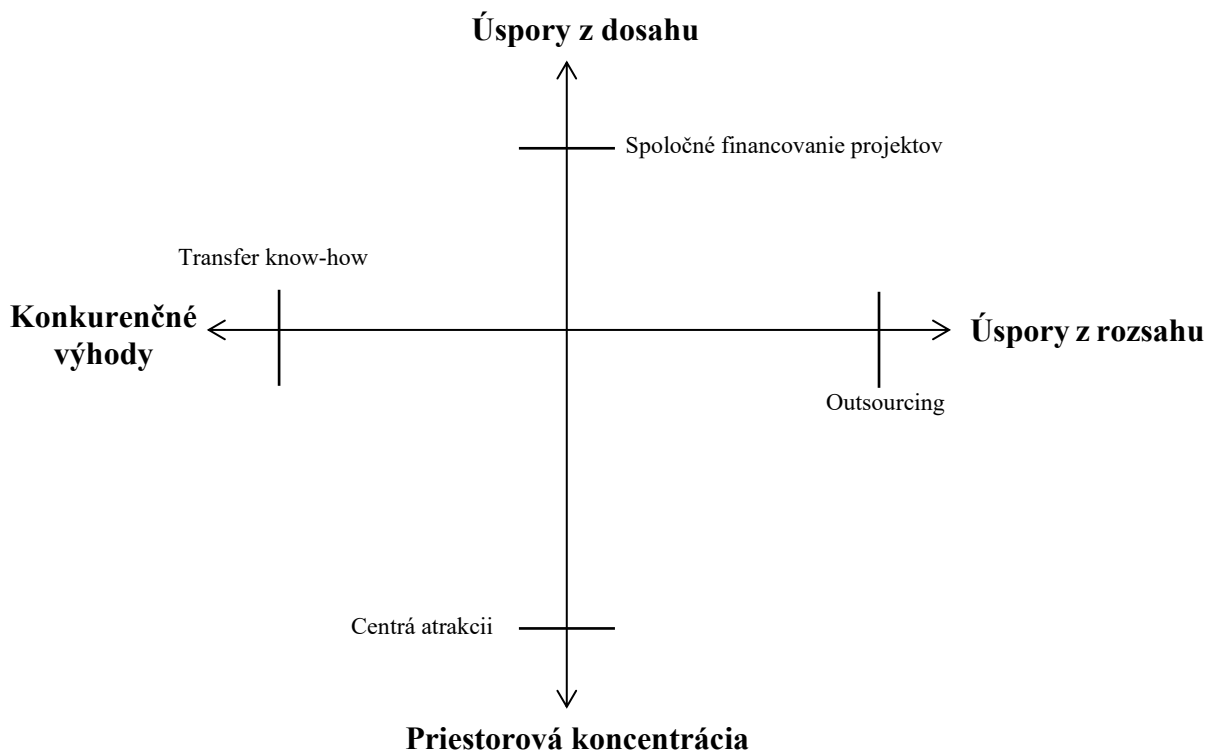 Úspory z dosahu
Spoločné financovanie projektov
Transfer know-how
Konkurenčné
výhody
Úspory z rozsahu
Outsourcing
Centrá atrakcii
Priestorová koncentrácia